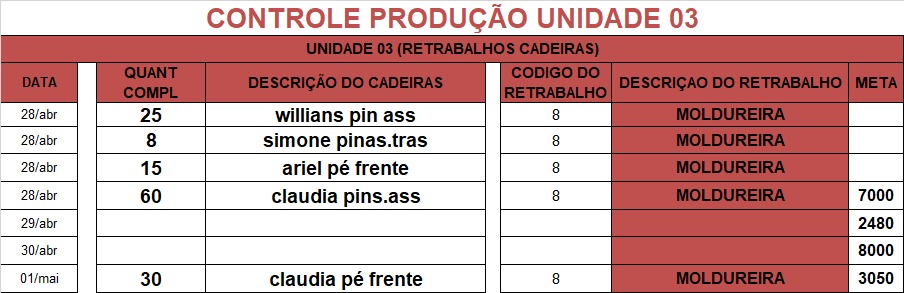 CONTROLE PRODUÇÃO UNIDADE 03
UNIDADE 03 (RETRABALHOS CADEIRAS)
DATA QUANT COMPL DESCRIÇÃO DO CADEIRAS CODIGO DO RETRABALHO DESCRIÇAO DO RETRABALHO META
28/abr 25 willians pin ass 8 MOLDUREIRA
28/abr 8 simone pinas.tras 8 MOLDUREIRA
28/abr 15 ariel pé frente 8 MOLDUREIRA
28/abr 60 claudia pins.ass 8 MOLDUREIRA 7000
29/abr 2480
30/abr 8000
01/mai 30 claudia pé frente 8 MOLDUREIRA 3050